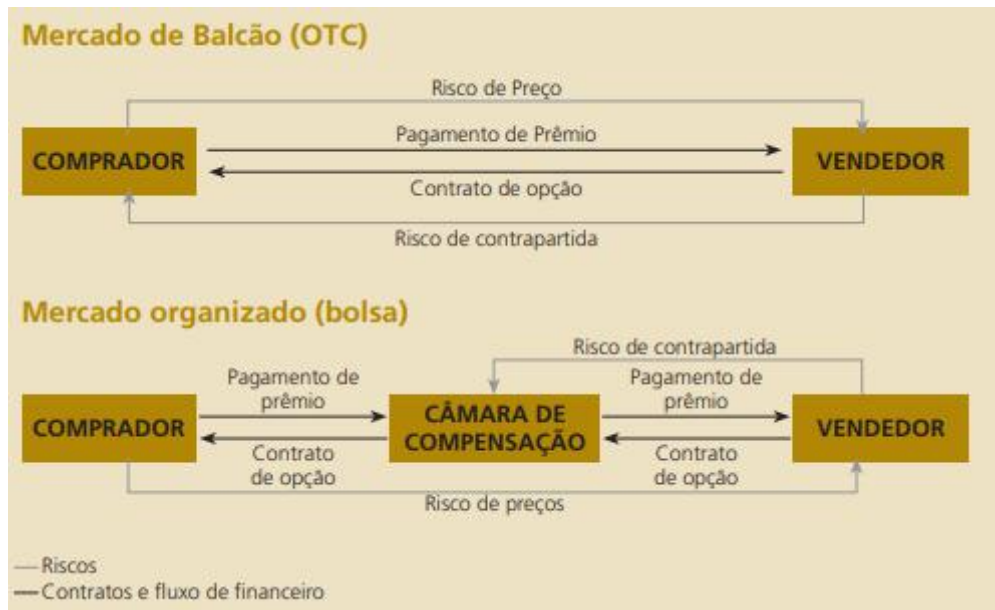 Mercado de Balcão (OTC)
Risco de Preço
COMPRADOR
Pagamento de Prêmio
VENDEDOR
Contrato de opção
Risco de contrapartida
Mercado organizado (bolsa)
Risco de contrapartida
Pagamento de
prêmio
Pagamento de
prêmio
COMPRADOR
CÂMARA DE
COMPENSAÇÃO
VENDEDOR
Contrato
de opção
Contrato
de opção
Risco de preços
Riscos
Contratos e fluxo de financeiro